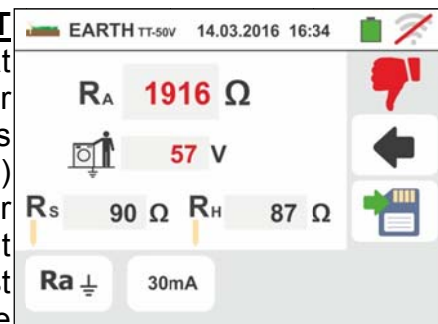 EARTH TT-50V 14.03.2016 16:34
RA 1916 Ω
57 V
RS 90 Ω RH 87 Ω
Ra 30mA